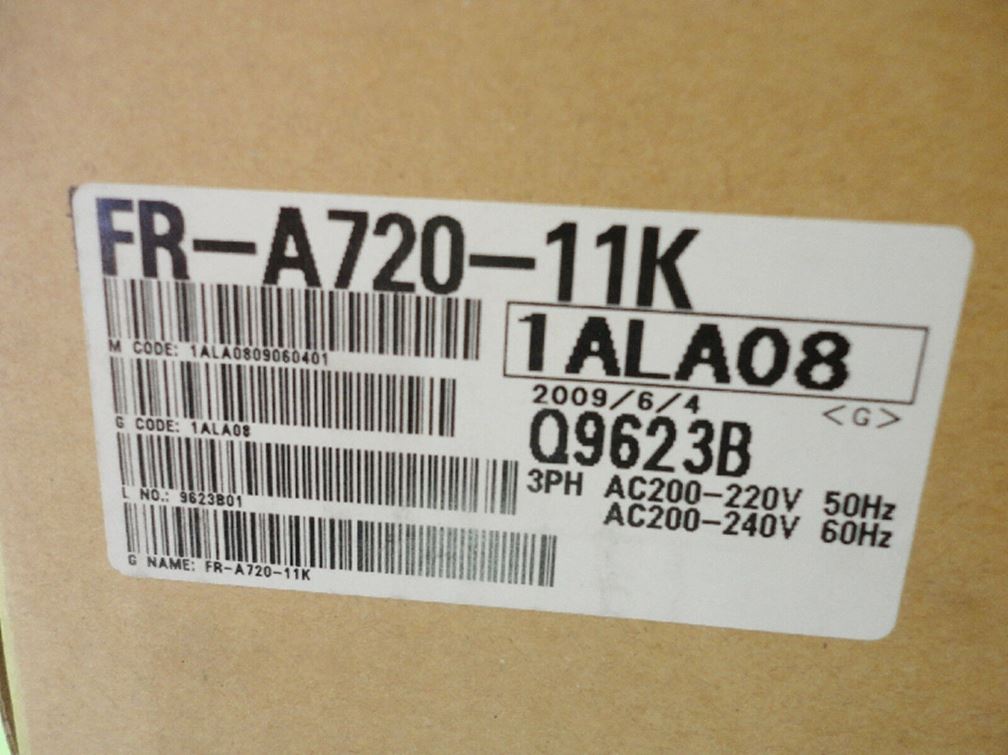 FR-A720-11K
M CODE: 1ALA0809060401
1ALA08
G CODE: 1ALA08
2009/6/4
<G>
Q9623B
L NO.: 9623B01
3PH AC200-220V 50Hz
AC200-240V 60Hz
G NAME: FR-A720-11K